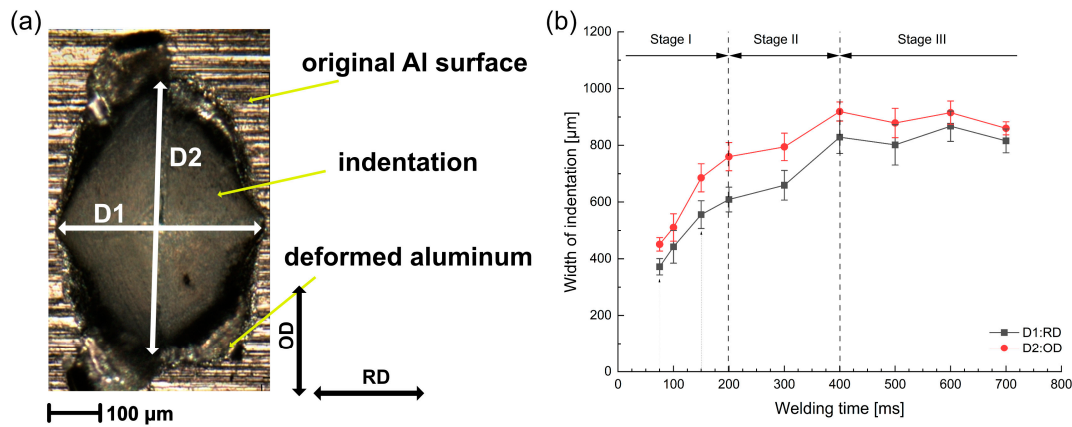 (a)
original Al surface
D2
indentation
D1
deformed aluminum
OD
RD
100 μm
(b)
1200
1000
800
600
400
200
0
Width of indentation [μm]
Stage I
Stage II
Stage III
D1:RD
D2:OD
0 100 200 300 400 500 600 700 800
Welding time [ms]